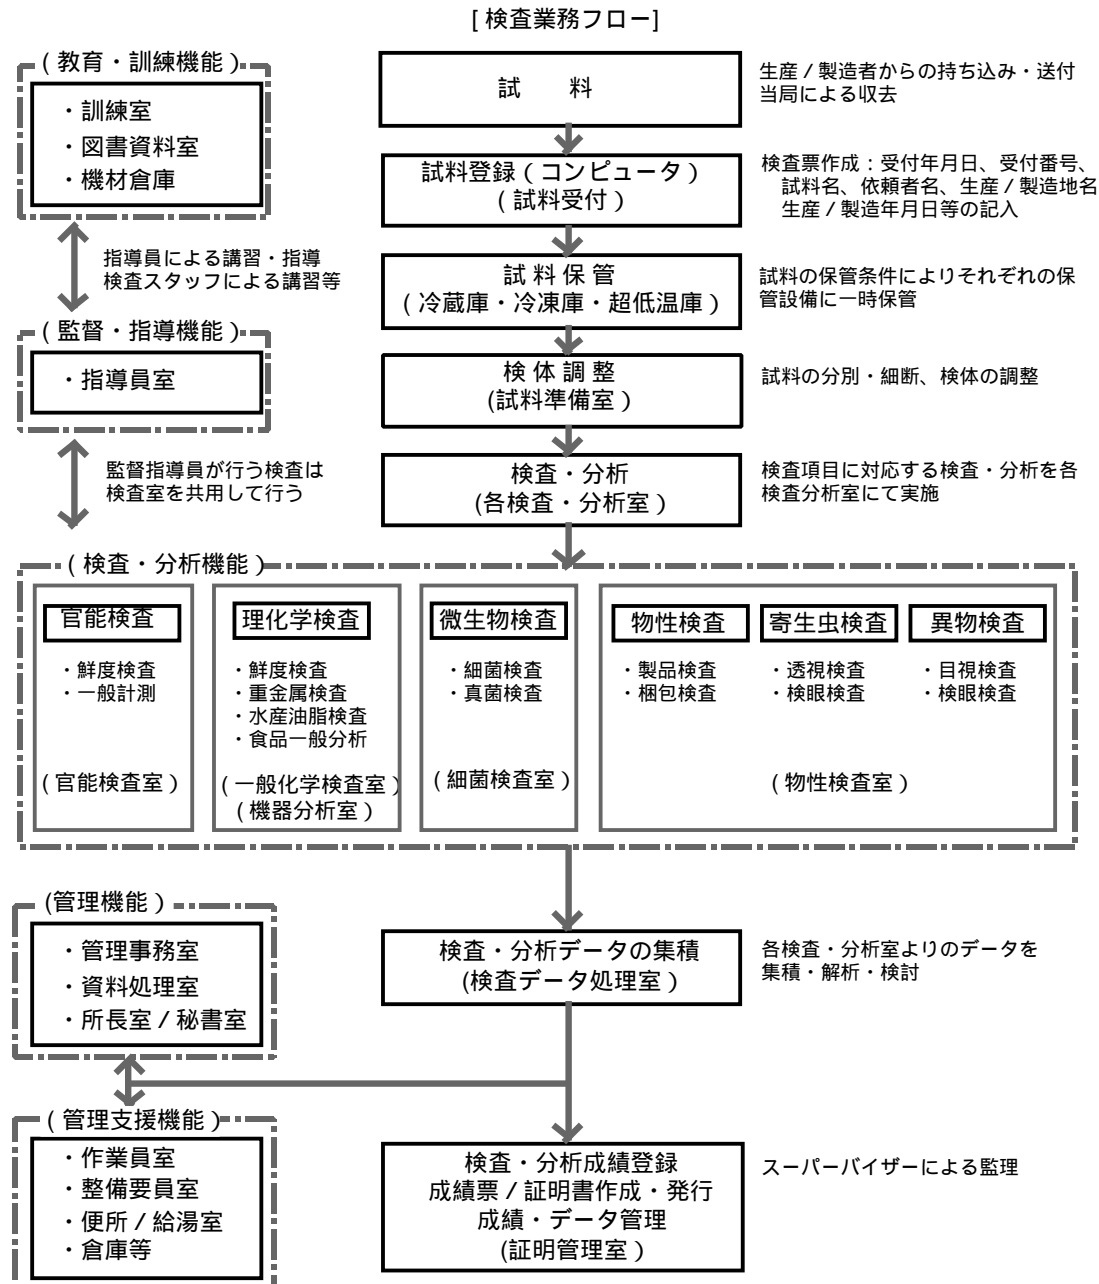 [ 検査業務フロー]
( 教育・訓練機能 )
・訓練室
・図書資料室
・機材倉庫
指導員による講習・指導
検査スタッフによる講習等
( 監督・指導機能 )
・指導員室
監督指導員が行う検査は
検査室を共用して行う
試　　料
生産 / 製造者からの持ち込み・送付
当局による収去
試料登録 ( コンピュータ )
( 試料受付 )
検査票作成 : 受付年月日、受付番号、
試料名、依頼者名、生産 / 製造地名
生産 / 製造年月日等の記入
試 料 保 管
( 冷蔵庫・冷凍庫・超低温庫 )
試料の保管条件によりそれぞれの保
管設備に一時保管
検 体 調 整
(試料準備室 )
試料の分別・細断、検体の調整
検査・分析
(各検査・分析室 )
検査項目に対応する検査・分析を各
検査分析室にて実施
( 検査・分析機能 )
官能検査
・鮮度検査
・一般計測
( 官能検査室 )
理化学検査
・鮮度検査
・重金属検査
・水産油脂検査
・食品一般分析
( 一般化学検査室 )
( 機器分析室 )
微生物検査
・細菌検査
・真菌検査
( 細菌検査室 )
物性検査
・製品検査
・梱包検査
寄生虫検査
・透視検査
・検眼検査
異物検査
・目視検査
・検眼検査
( 物性検査室 )
(管理機能 )
・管理事務室
・資料処理室
・所長室 / 秘書室
検査・分析データの集積
(検査データ処理室 )
各検査・分析室よりのデータを
集積・解析・検討
( 管理支援機能 )
・作業員室
・整備要員室
・便所 / 給湯室
・倉庫等
検査・分析成績登録
成績票 / 証明書作成・発行
成績・データ管理
(証明管理室 )
スーパーバイザーによる監理